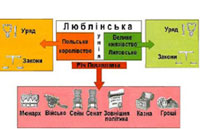 Люблінська
унія
Уряд
Закони
Польське
королівство
Велике
князівство
Литовське
Уряд
Закони
Річ Посполита
Монарх
Військо
Сейм
Сенат
Зовнішня
політика
Казна
Гроші